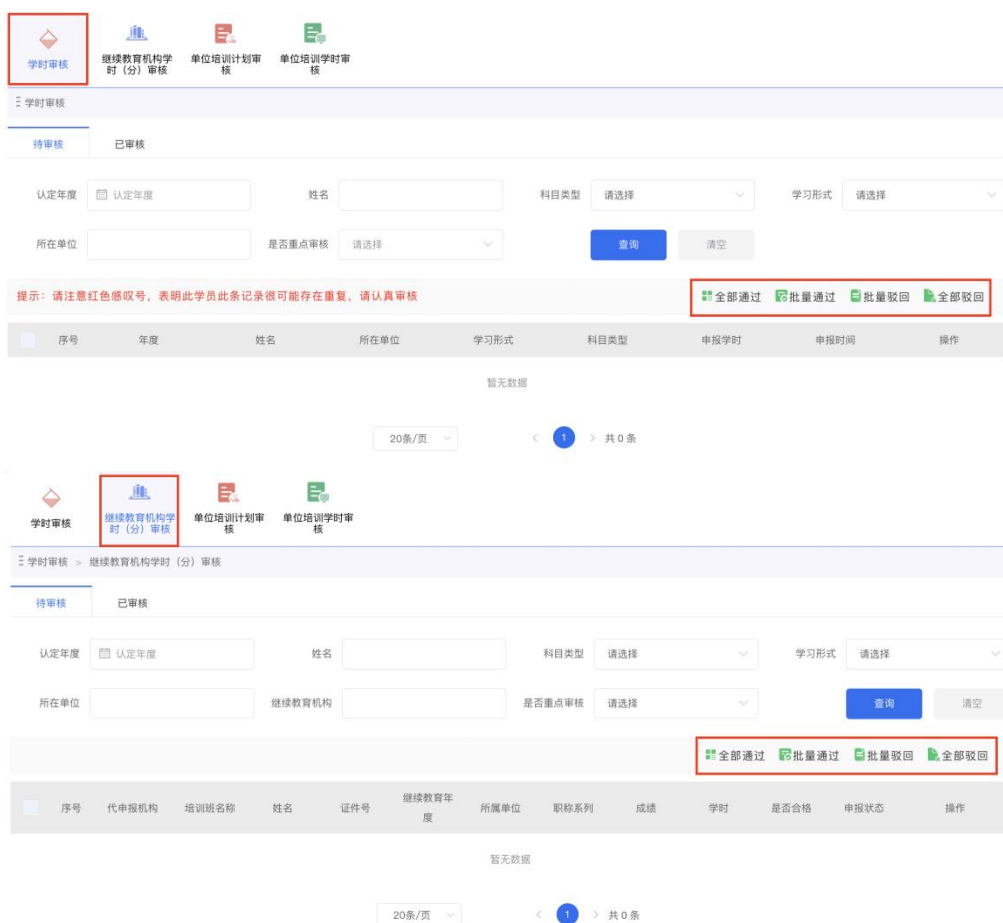 学时审核
继续教育机构学时（分）审核
单位培训计划审核
单位培训学时审核
学时审核
待审核 已审核
认定年度 认定年度 姓名 科目类型 请选择 学习形式 请选择
所在单位 是否重点审核 请选择 查询 清空
提示：请注意红色感叹号，表明此学员此条记录很可能存在重复，请认真审核 全部通过 批量通过 批量驳回 全部驳回
序号 年度 姓名 所在单位 学习形式 科目类型 申报学时 申报时间 操作
暂无数据
20条/页 < 1 > 共 0 条
学时审核
继续教育机构学时（分）审核
单位培训计划审核
单位培训学时审核
学时审核 > 继续教育机构学时（分）审核
待审核 已审核
认定年度 认定年度 姓名 科目类型 请选择 学习形式 请选择
所在单位 继续教育机构 是否重点审核 请选择 查询 清空
全部通过 批量通过 批量驳回 全部驳回
序号 代申报机构 培训班名称 姓名 证件号 继续教育年度 所属单位 职称系列 成绩 学时 是否合格 申报状态 操作
暂无数据
20条/页 < 1 > 共 0 条